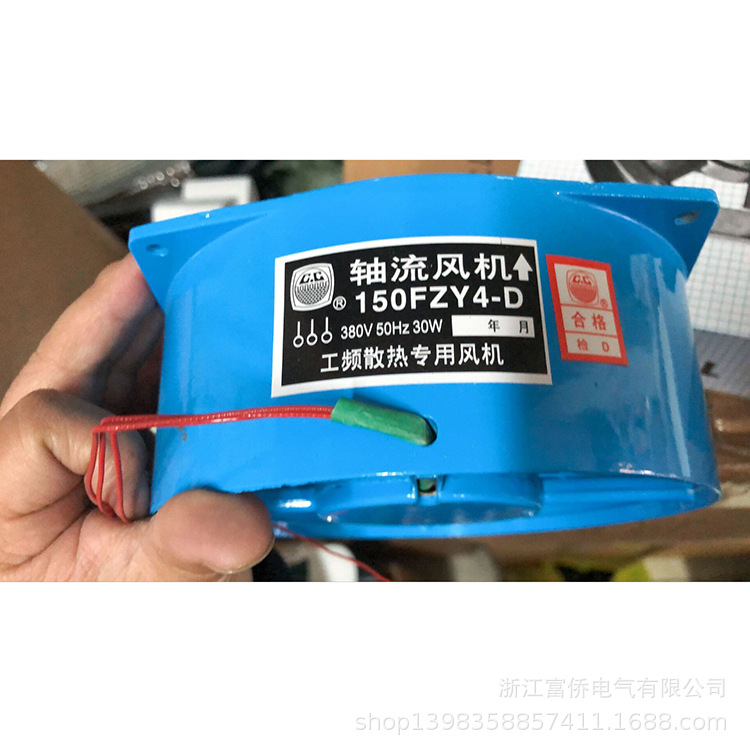 C.C
轴流风机
® 150FZY4-D
380V 50Hz 30W 年 月
工频散热专用风机
C.C
®
合格
检 D
浙江富侨电气有限公司
shop1398358857411.1688.com